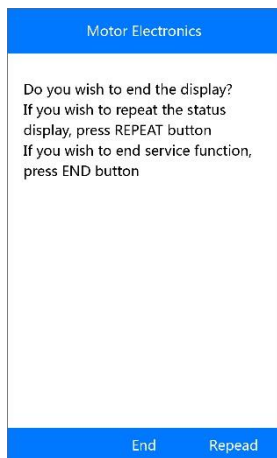 Motor Electronics
Do you wish to end the display?
If you wish to repeat the status
display, press REPEAT button
If you wish to end service function,
press END button
End Repead